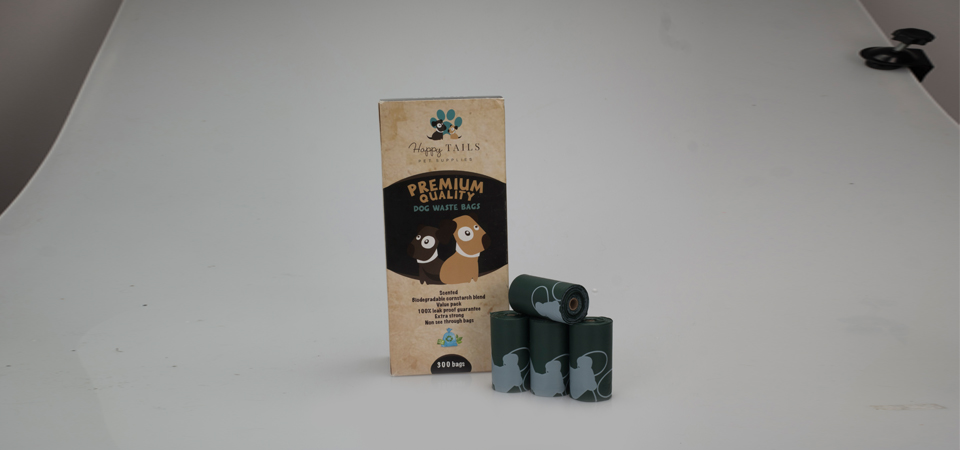 Happy TAILS
PET SUPPLIES
PREMIUM
QUALITY
DOG WASTE BAGS
Scented
Biodegradable cornstarch blend
Value pack
100% leak proof guarantee
Extra strong
Non see through bags
300 bags